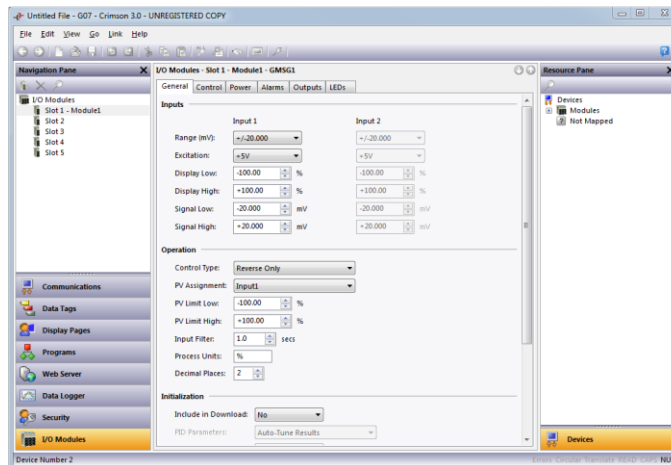 Untitled File - G07 - Crimson 3.0 - UNREGISTERED COPY
File Edit View Go Link Help
Navigation Pane
I/O Modules
Slot 1 - Module1
Slot 2
Slot 3
Slot 4
Slot 5
Communications
Data Tags
Display Pages
Programs
Web Server
Data Logger
Security
I/O Modules
I/O Modules - Slot 1 - Module1 - GMSG1
General Control Power Alarms Outputs LEDs
Inputs
Input 1 Input 2
Range (mV): +/-20.000 +/-20.000
Excitation: +5V +5V
Display Low: -100.00 % -100.00 %
Display High: +100.00 % +100.00 %
Signal Low: -20.000 mV -20.000 mV
Signal High: +20.000 mV +20.000 mV
Operation
Control Type: Reverse Only
PV Assignment: Input1
PV Limit Low: -100.00 %
PV Limit High: +100.00 %
Input Filter: 1.0 secs
Process Units: %
Decimal Places: 2
Initialization
Include in Download: No
PID Parameters: Auto-Tune Results
Resource Pane
Devices
Modules
Not Mapped
Devices
Device Number 2
Errors Circular Translate READ CAPS NU